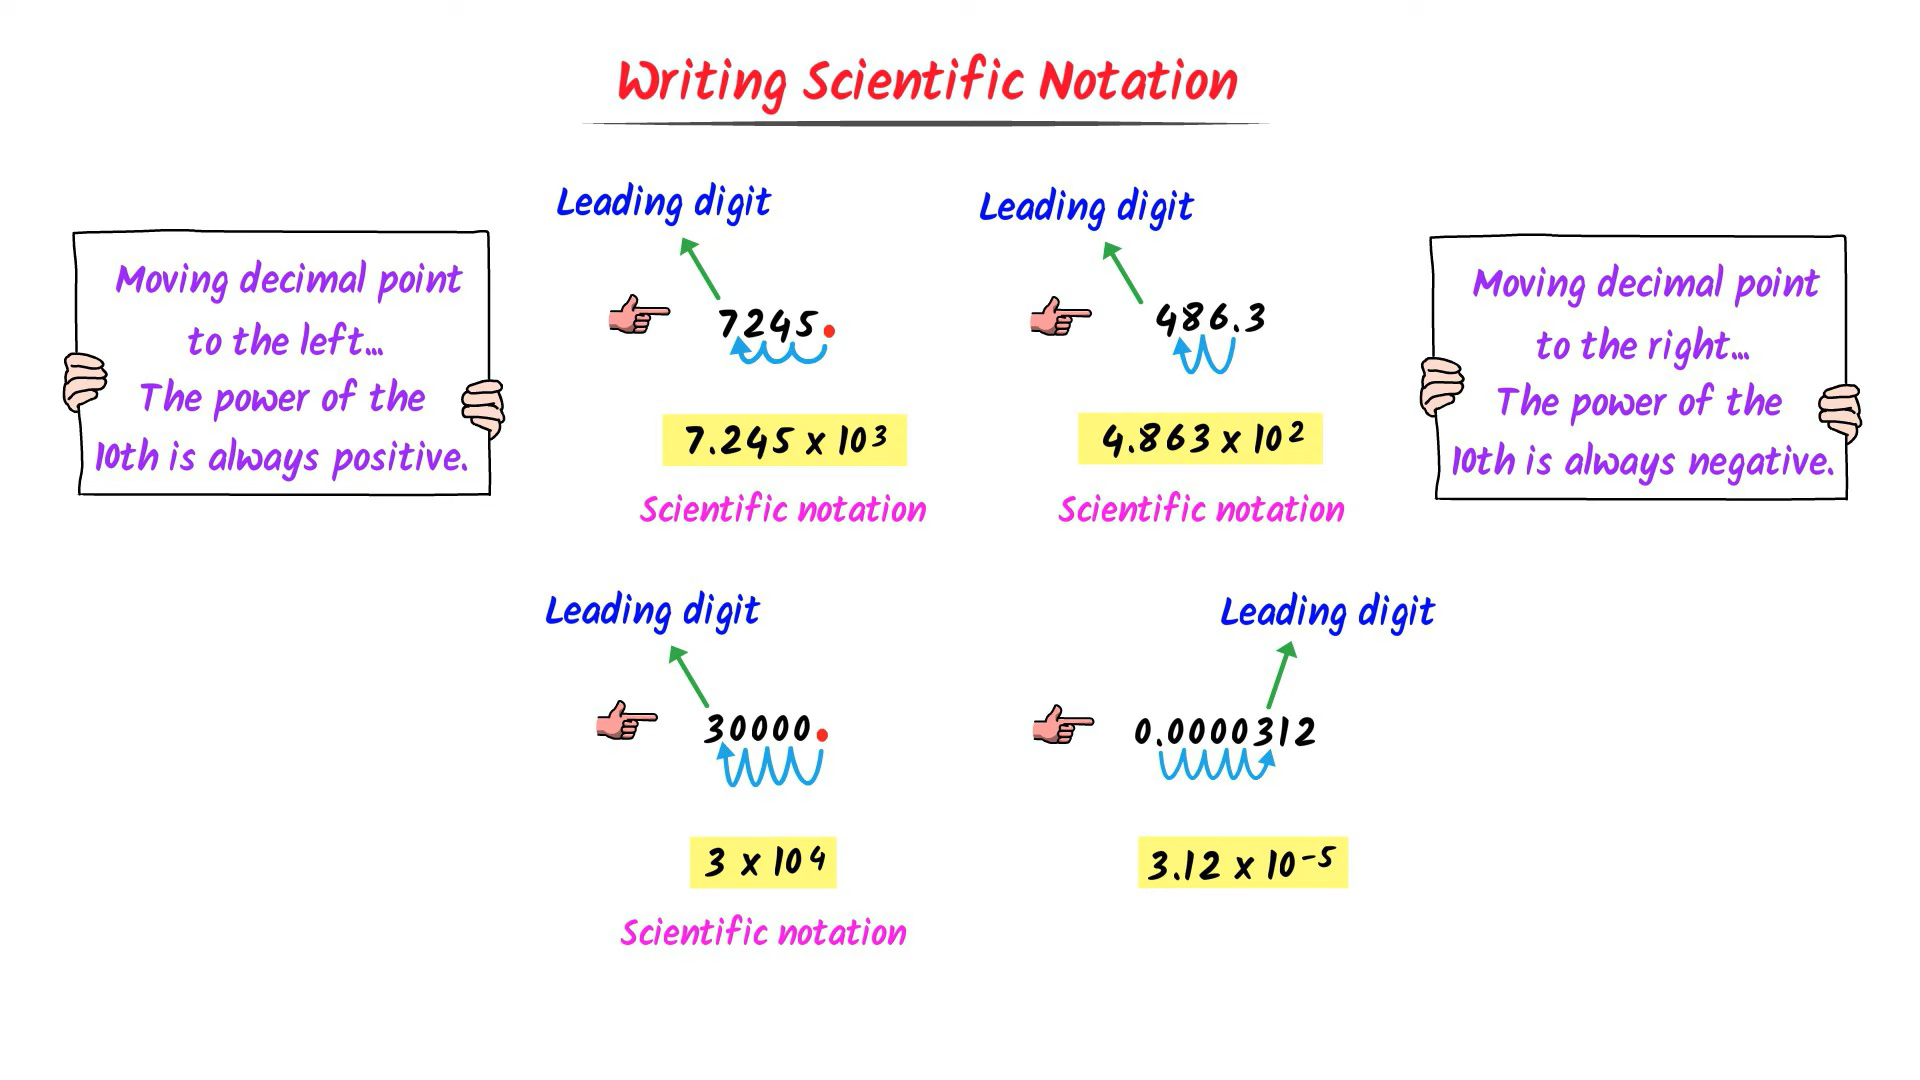 Writing Scientific Notation
Moving decimal point
to the left...
The power of the
10th is always positive.
Leading digit
7245.
7.245 x 10³
Scientific notation
Leading digit
486.3
4.863 x 10²
Scientific notation
Moving decimal point
to the right...
The power of the
10th is always negative.
Leading digit
30000.
3 x 10⁴
Scientific notation
Leading digit
0.0000312
3.12 x 10⁻⁵